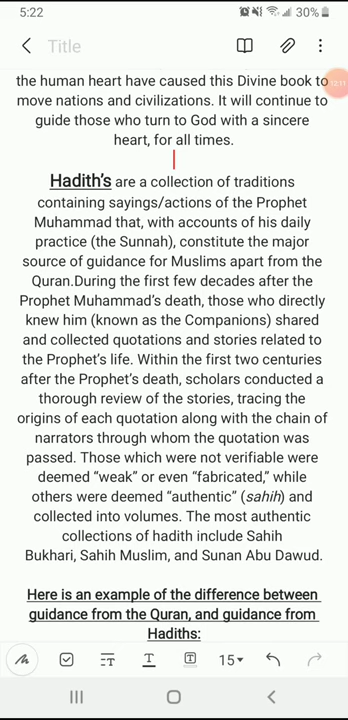 5:22
30%
Title
the human heart have caused this Divine book to
move nations and civilizations. It will continue to
guide those who turn to God with a sincere
heart, for all times.
Hadith's are a collection of traditions
containing sayings/actions of the Prophet
Muhammad that, with accounts of his daily
practice (the Sunnah), constitute the major
source of guidance for Muslims apart from the
Quran.During the first few decades after the
Prophet Muhammad's death, those who directly
knew him (known as the Companions) shared
and collected quotations and stories related to
the Prophet's life. Within the first two centuries
after the Prophet's death, scholars conducted a
thorough review of the stories, tracing the
origins of each quotation along with the chain of
narrators through whom the quotation was
passed. Those which were not verifiable were
deemed “weak” or even “fabricated,” while
others were deemed “authentic” (sahih) and
collected into volumes. The most authentic
collections of hadith include Sahih
Bukhari, Sahih Muslim, and Sunan Abu Dawud.
Here is an example of the difference between
guidance from the Quran, and guidance from
Hadiths:
15